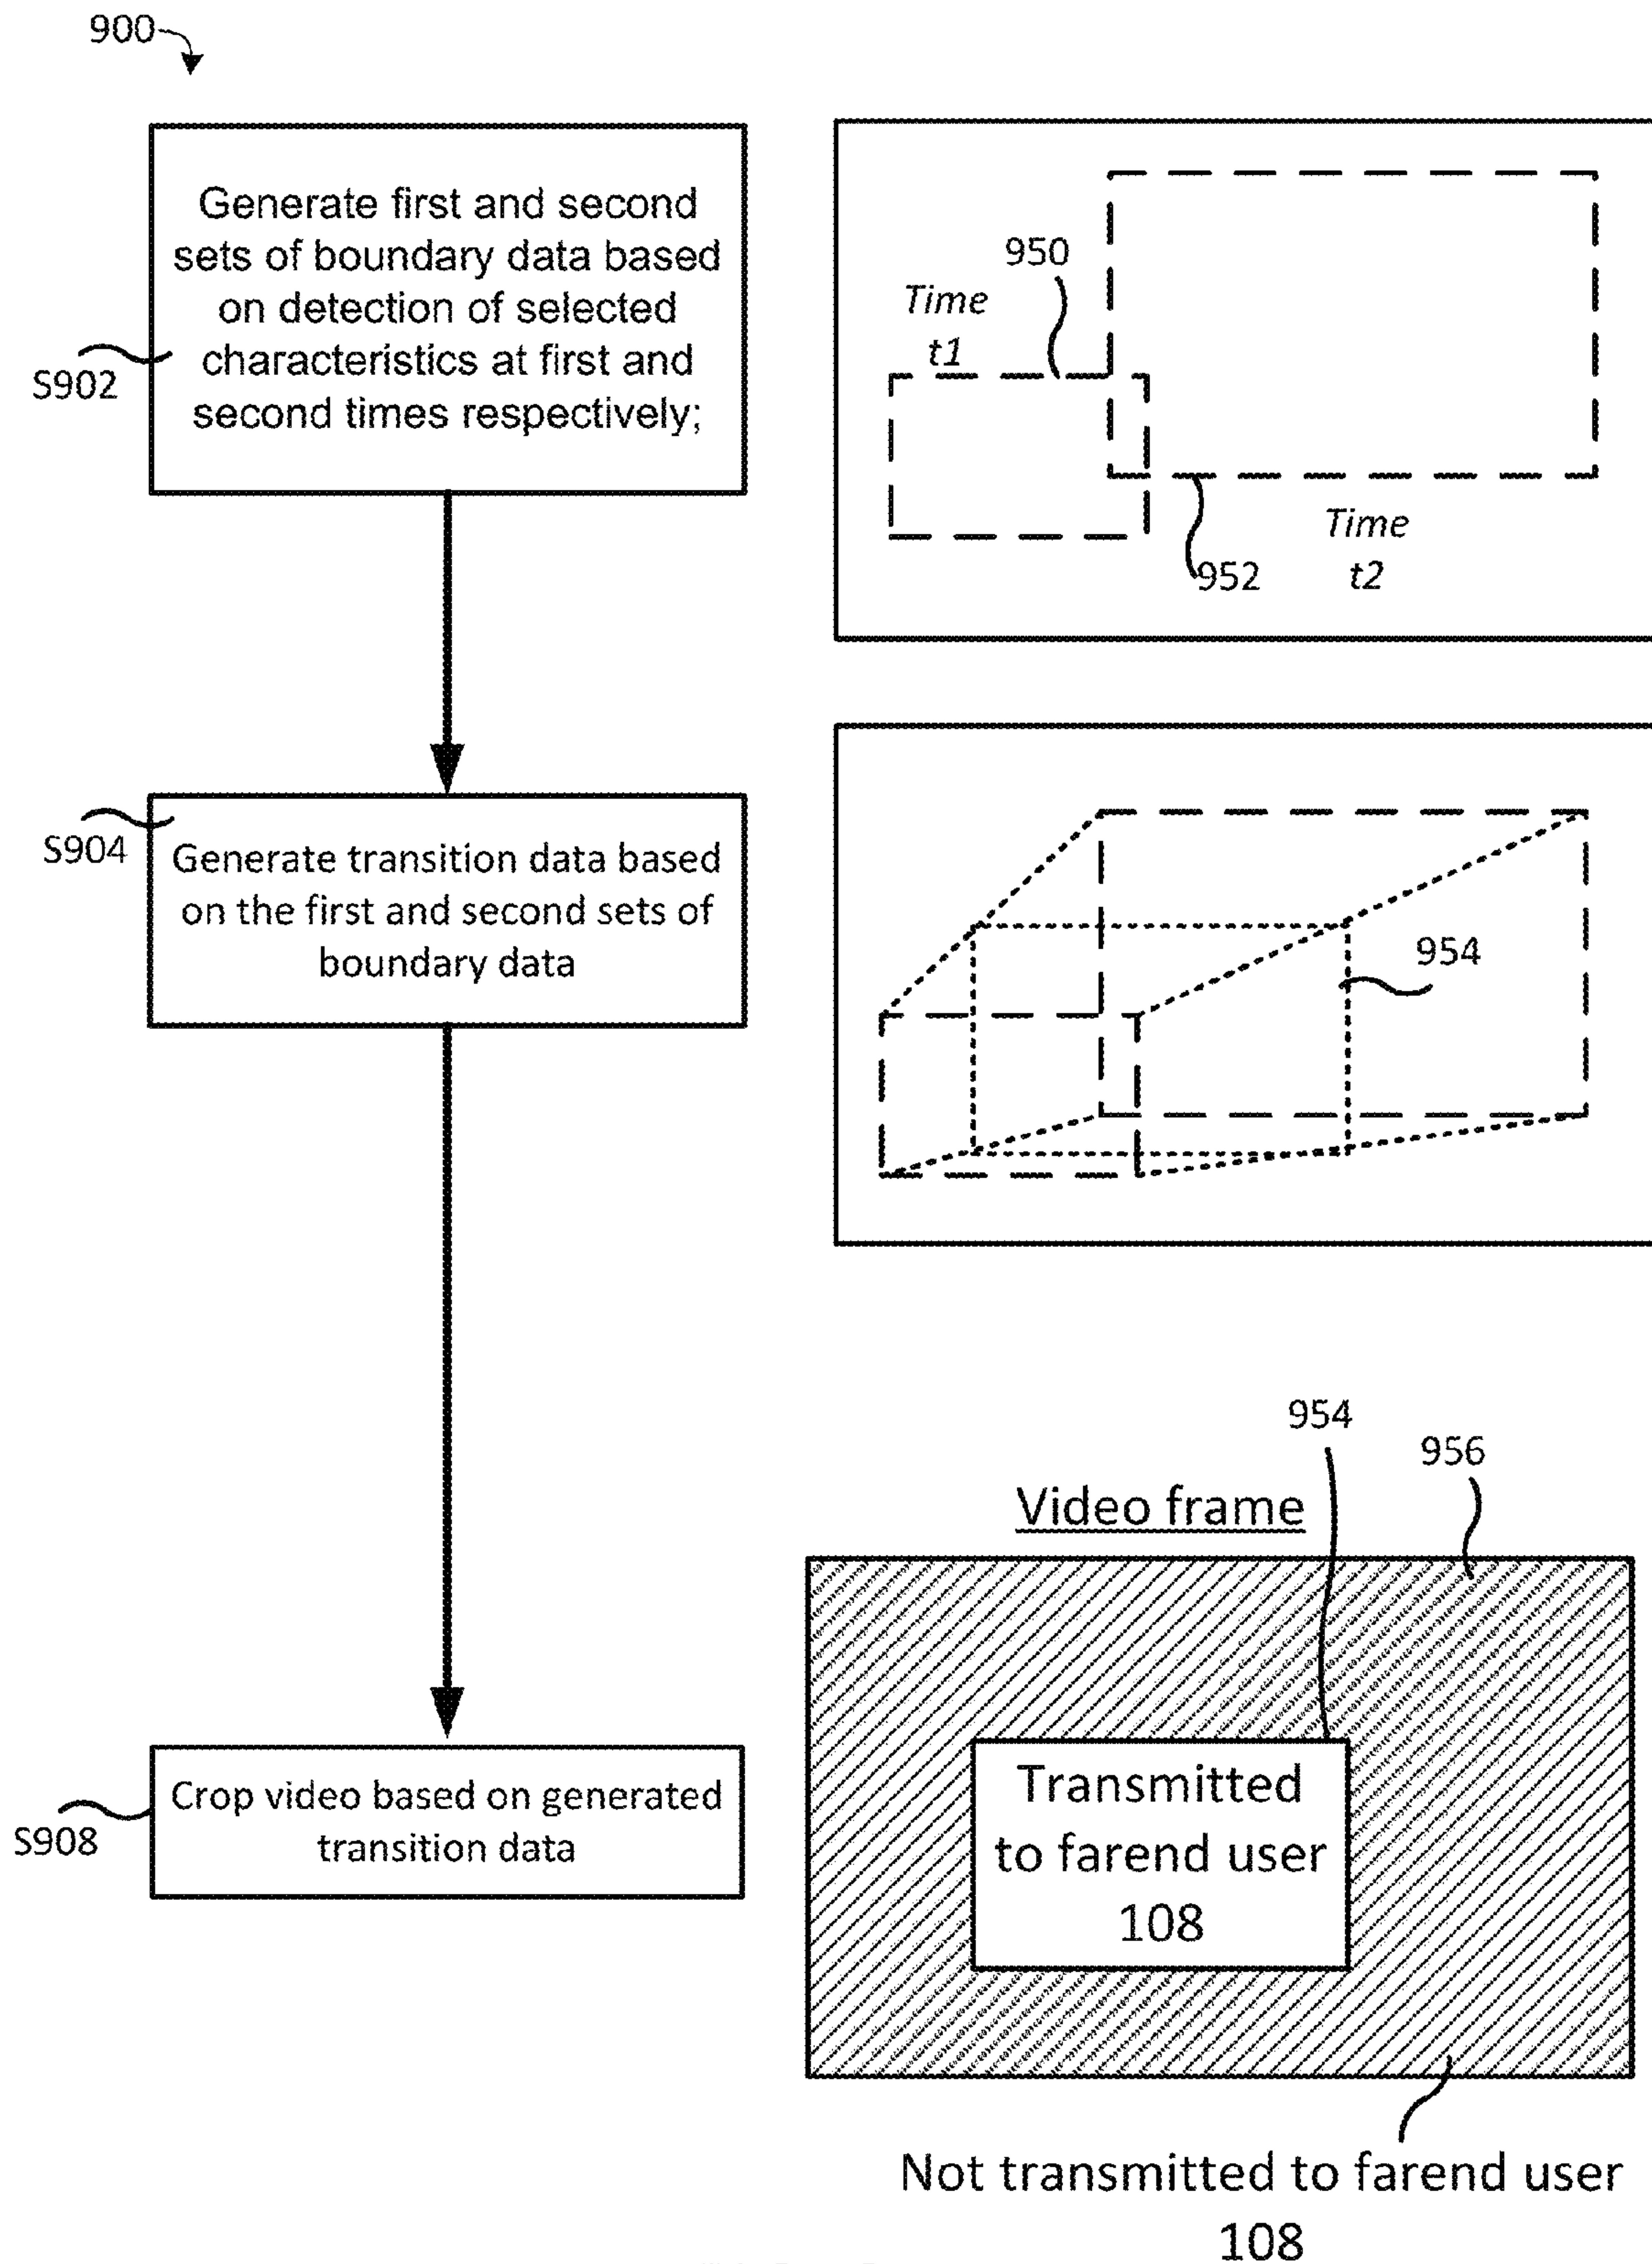 900
Generate first and second
sets of boundary data based
on detection of selected
characteristics at first and
second times respectively;
S902
950
Time
t1
952
Time
t2
S904
Generate transition data based
on the first and second sets of
boundary data
954
S908
Crop video based on generated
transition data
954
956
Video frame
Transmitted
to farend user
108
Not transmitted to farend user
108